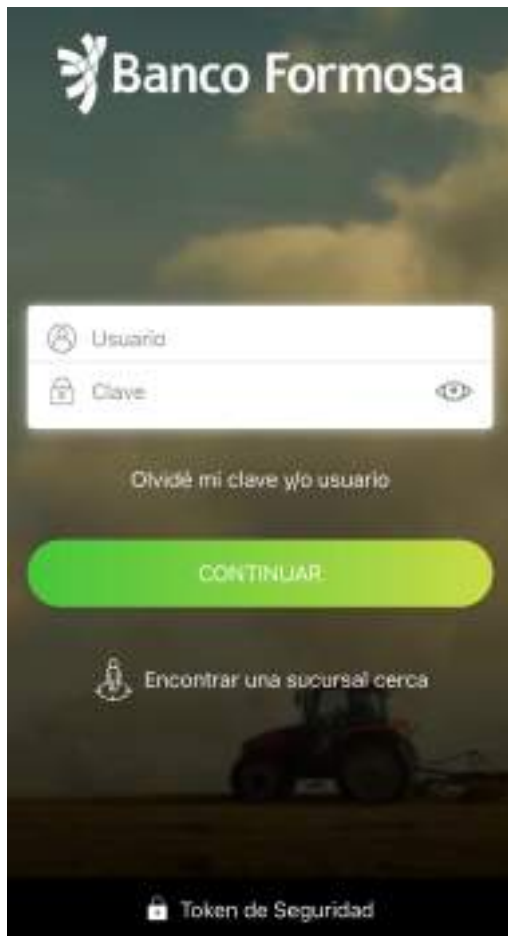 Banco Formosa
Usuario
Clave
Olvidé mi clave y/o usuario
CONTINUAR
Encontrar una sucursal cerca
Token de Seguridad